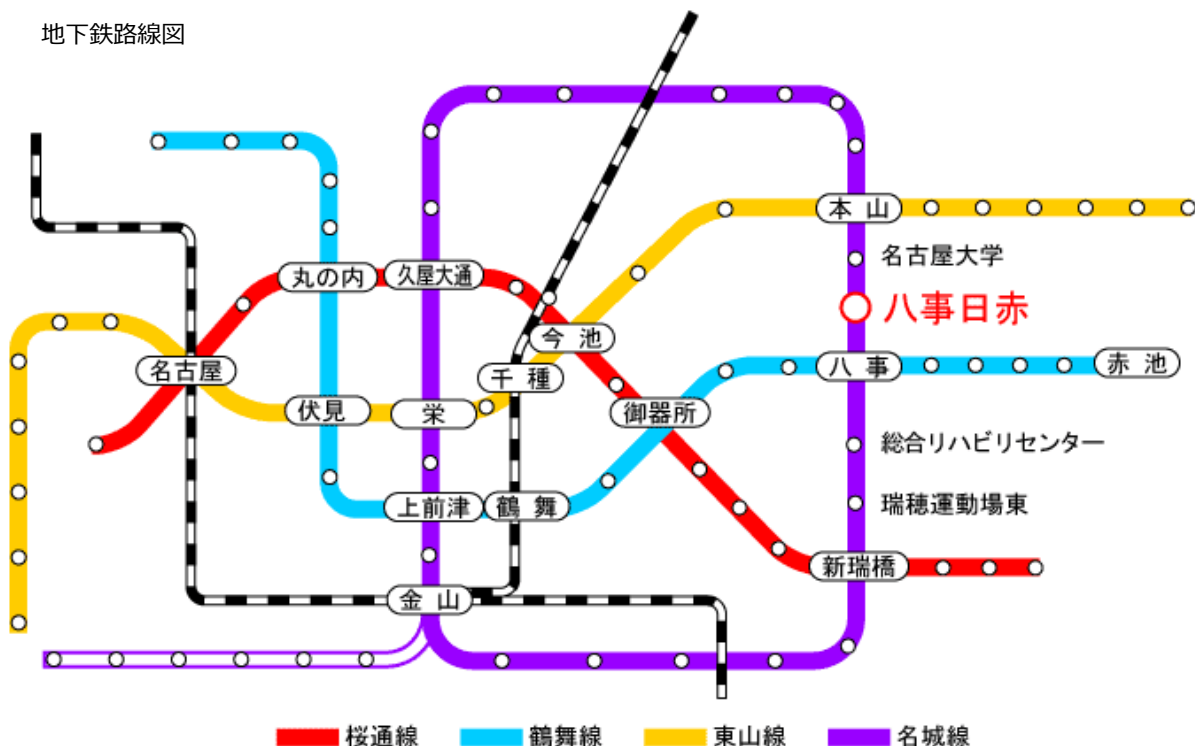 地下鉄路線図
本山
名古屋大学
丸の内
久屋大通
八事日赤
今池
名古屋
千種
八事
赤池
伏見
栄
御器所
総合リハビリセンター
上前津
鶴舞
瑞穂運動場東
新瑞橋
金山
桜通線
鶴舞線
東山線
名城線